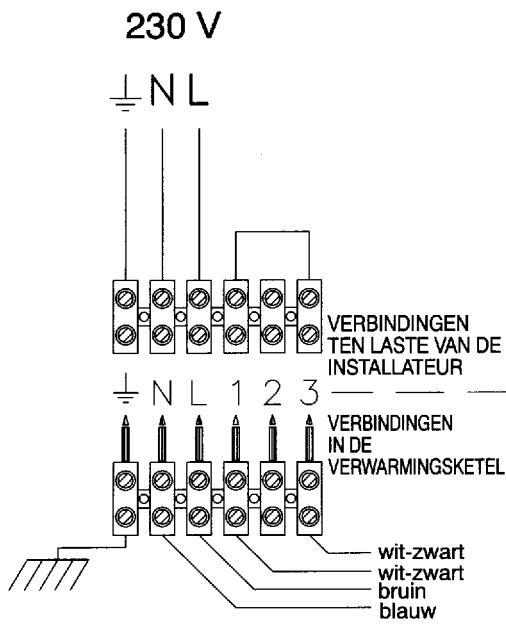 230 V
N L
VERBINDINGEN
TEN LASTE VAN DE
INSTALLATEUR
N L 1 2 3
VERBINDINGEN
IN DE
VERWARMINGSKETEL
wit-zwart
wit-zwart
bruin
blauw